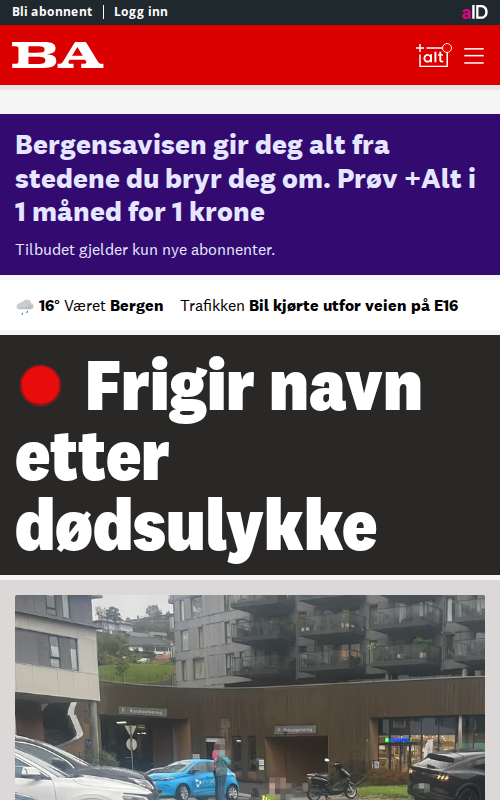 Bli abonnent | Logg inn
aID
BA
+alt
Bergensavisen gir deg alt fra
stedene du bryr deg om. Prøv +Alt i
1 måned for 1 krone
Tilbudet gjelder kun nye abonnenter.
16° Været Bergen Trafikken Bil kjørte utfor veien på E16
Frigir navn
etter
dødsulykke